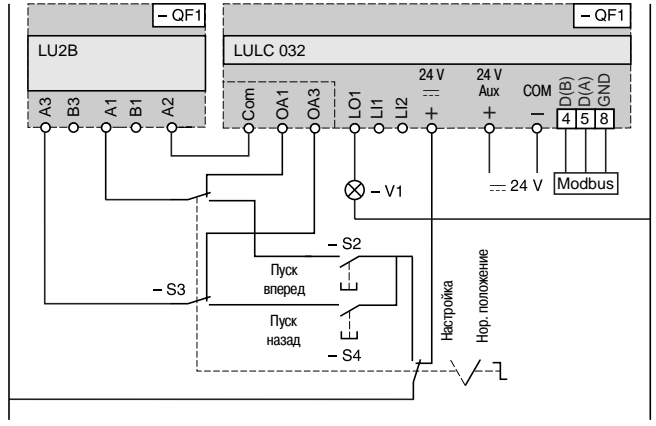 – QF1
– QF1
LU2B
LULC 032
A3
B3
A1
B1
A2
Com
OA1
OA3
LO1
LI1
LI2
24 V
+
24 V
Aux
+
COM
–
D(B)
D(A)
GND
4
5
8
24 V
Modbus
– V1
– S2
Пуск
вперед
– S3
Пуск
назад
– S4
Настройка
Нор. положение